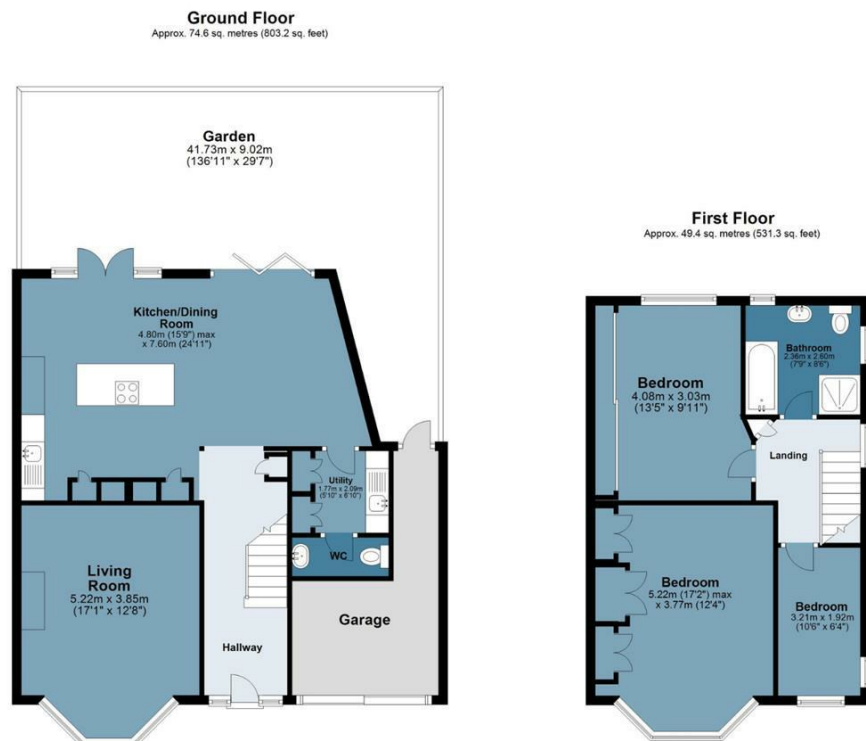 Ground Floor
Approx. 74.6 sq. metres (803.2 sq. feet)
Garden
41.73m x 9.02m
(136'11" x 29'7")
Kitchen/Dining
Room
4.80m (15'9") max
x 7.60m (24'11")
Utility
1.77m x 2.09m
(5'10" x 6'10")
WC
Living
Room
5.22m x 3.85m
(17'1" x 12'8")
Hallway
Garage
First Floor
Approx. 49.4 sq. metres (531.3 sq. feet)
Bathroom
2.36m x 2.60m
(7'9" x 8'6")
Bedroom
4.08m x 3.03m
(13'5" x 9'11")
Landing
Bedroom
5.22m (17'2") max
x 3.77m (12'4")
Bedroom
3.21m x 1.92m
(10'6" x 6'4")